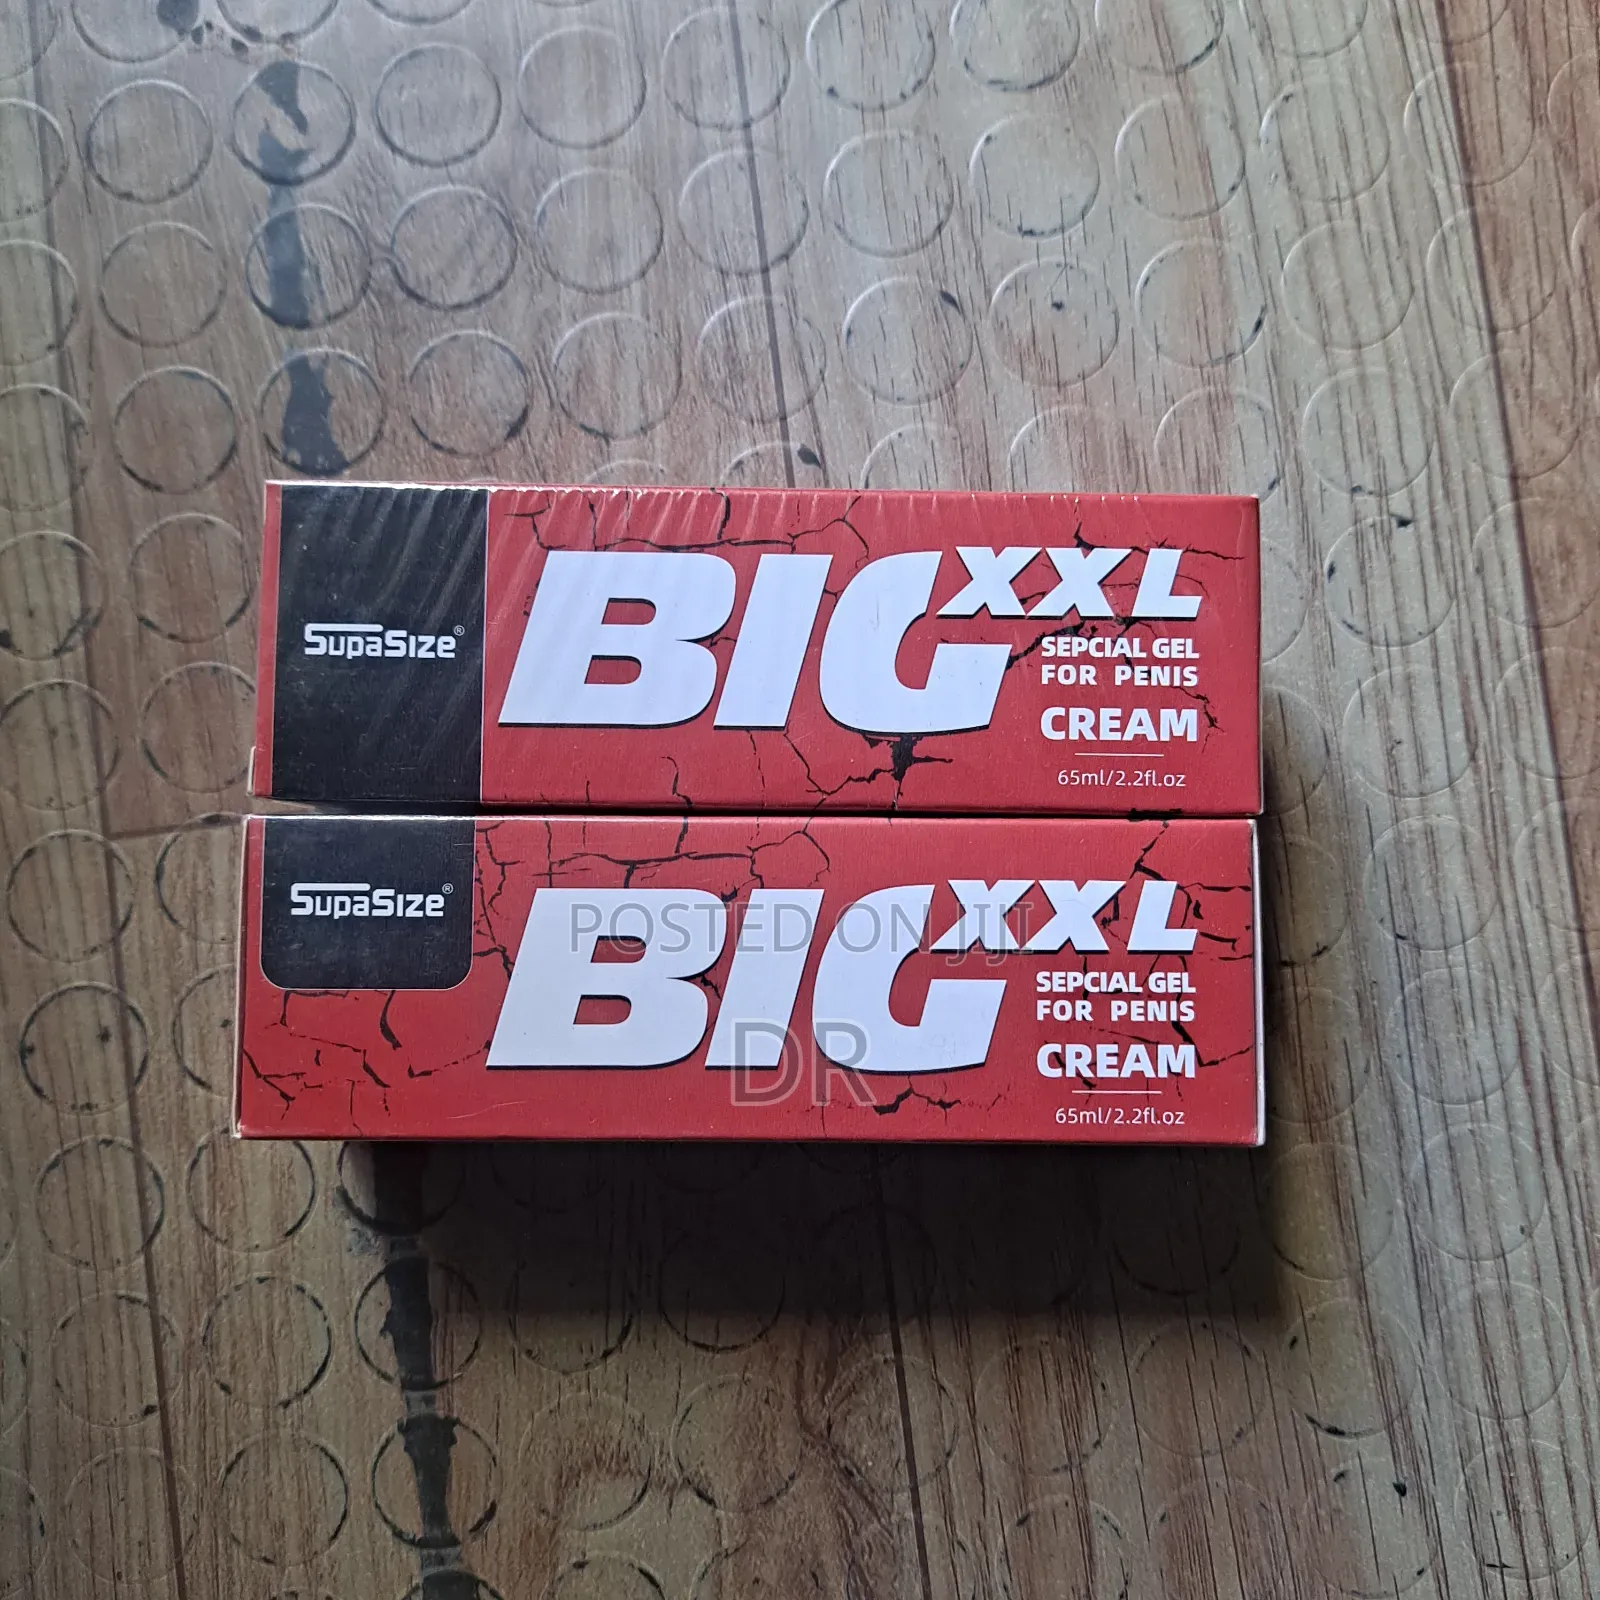 SupaSize®
BIG XXL
SEPCIAL GEL
FOR PENIS
CREAM
65ml/2.2fl.oz
SupaSize®
BIG XXL
SEPCIAL GEL
FOR PENIS
CREAM
65ml/2.2fl.oz
POSTED ON JIJI
DR